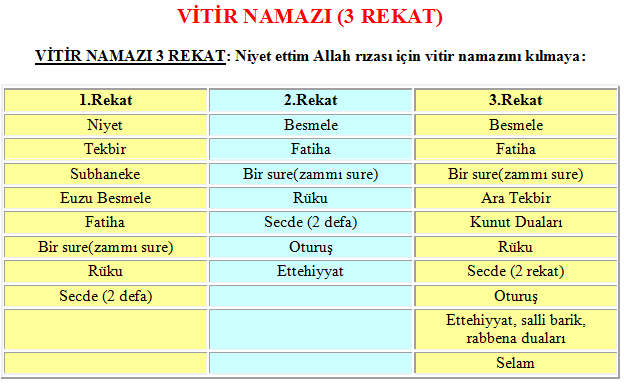 VİTİR NAMAZI (3 REKAT)
VİTİR NAMAZI 3 REKAT: Niyet ettim Allah rızası için vitir namazını kılmaya:
1.Rekat 2.Rekat 3.Rekat
Niyet Besmele Besmele
Tekbir Fatiha Fatiha
Subhaneke Bir sure(zammı sure) Bir sure(zammı sure)
Euzu Besmele Rüku Ara Tekbir
Fatiha Secde (2 defa) Kunut Duaları
Bir sure(zammı sure) Oturuş Rüku
Rüku Ettehiyyat Secde (2 rekat)
Secde (2 defa) Oturuş
Ettehiyyat, salli barik,
rabbena duaları
Selam